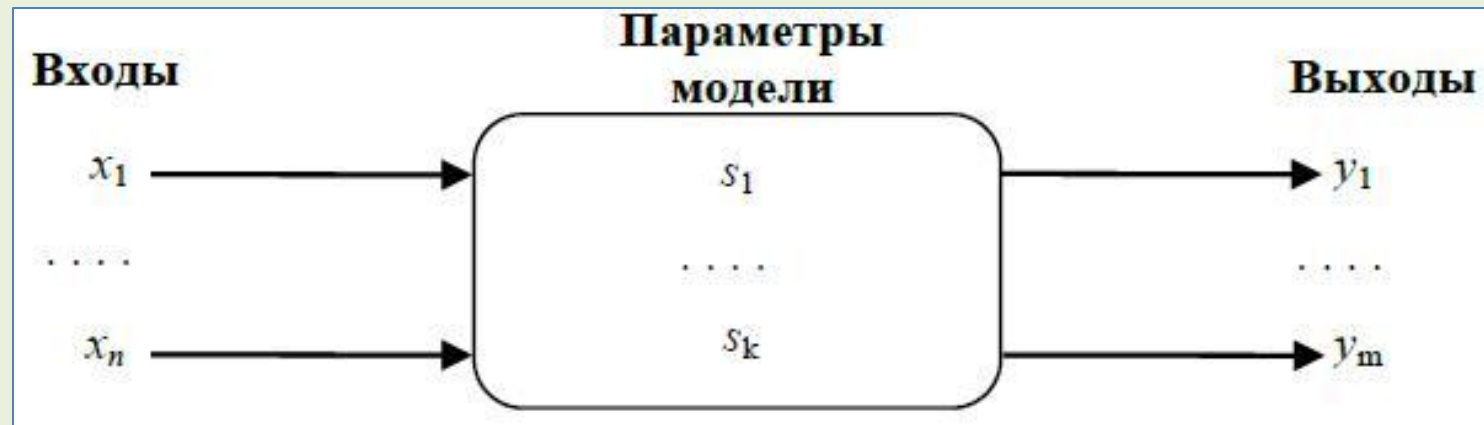 Параметры
модели
Входы
Выходы
x₁ s₁ y₁
. . . . . . . . . . . .
xₙ sₖ yₘ